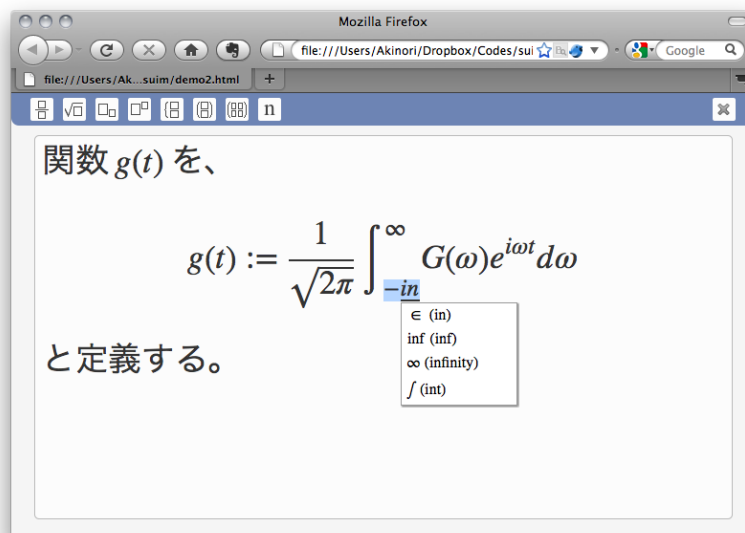 Mozilla Firefox
file:///Users/Akinori/Dropbox/Codes/sui
Google
file:///Users/Ak...suim/demo2.html
n
関数 g(t) を、
g(t) := 1/√2π ∫_{-in}^∞ G(ω)e^{iωt}dω
∈ (in)
inf (inf)
∞ (infinity)
∫ (int)
と定義する。